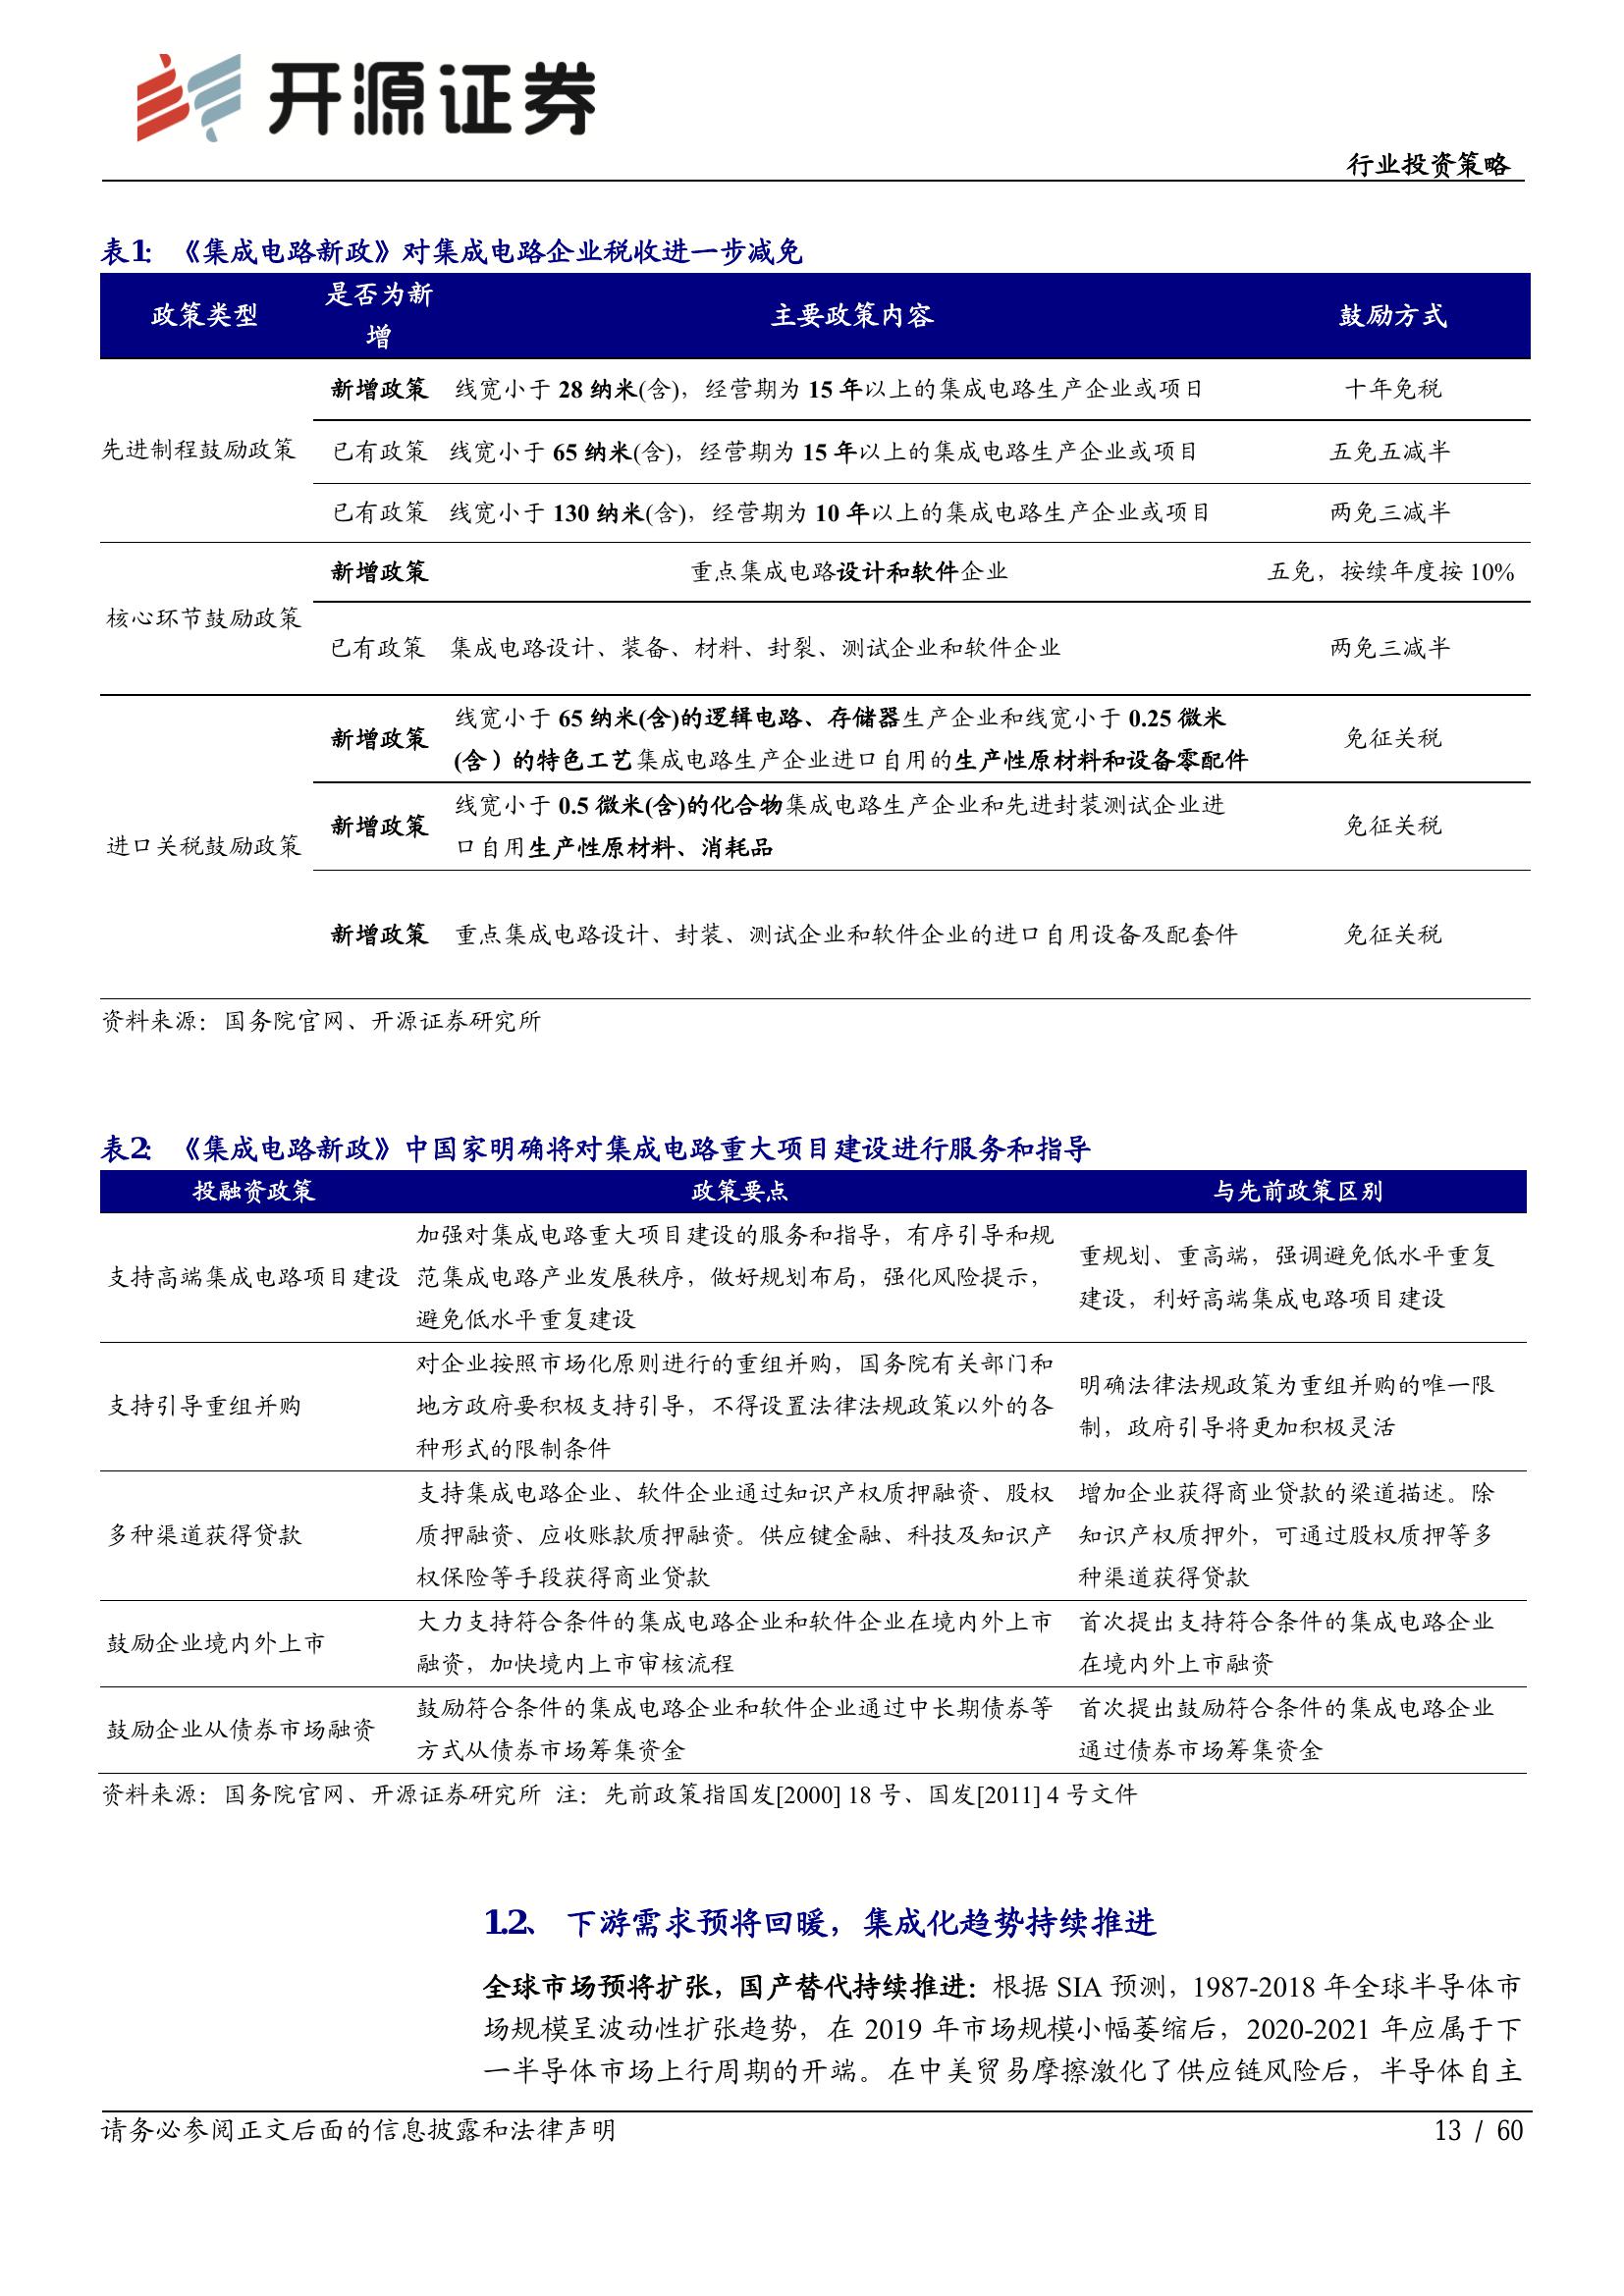 开源证券
行业投资策略
表1: 《集成电路新政》对集成电路企业税收进一步减免
政策类型 是否为新增 主要政策内容 鼓励方式
先进制程鼓励政策
新增政策 线宽小于 28 纳米(含)，经营期为 15 年以上的集成电路生产企业或项日 十年免税
已有政策 线宽小于 65 纳米(含)，经营期为 15 年以上的集成电路生产企业或项目 五免五减半
已有政策 线宽小于 130 纳米(含)，经营期为 10 年以上的集成电路生产企业或项目 两免三减半
核心环节鼓励政策
新增政策 重点集成电路设计和软件企业 五免，按续年度按 10%
已有政策 集成电路设计、装备、材料、封裂、测试企业和软件企业 两免三减半
进口关税鼓励政策
新增政策 线宽小于 65 纳米(含)的逻辑电路、存储器生产企业和线宽小于 0.25 微米
(含）的特色工艺集成电路生产企业进口自用的生产性原材料和设备零配件 免征关税
新增政策 线宽小于 0.5 微米(含)的化合物集成电路生产企业和先进封装测试企业进
口自用生产性原材料、消耗品 免征关税
新增政策 重点集成电路设计、封装、测试企业和软件企业的进口自用设备及配套件 免征关税
资料来源：国务院官网、开源证券研究所
表2: 《集成电路新政》中国家明确将对集成电路重大项目建设进行服务和指导
投融资政策 政策要点 与先前政策区别
支持高端集成电路项目建设
加强对集成电路重大项目建设的服务和指导，有序引导和规
范集成电路产业发展秩序，做好规划布局，强化风险提示，
避免低水平重复建设
重规划、重高端，强调避免低水平重复
建设，利好高端集成电路项目建设
支持引导重组并购
对企业按照市场化原则进行的重组并购，国务院有关部门和
地方政府要积极支持引导，不得设置法律法规政策以外的各
种形式的限制条件
明确法律法规政策为重组并购的唯一限
制，政府引导将更加积极灵活
多种渠道获得贷款
支持集成电路企业、软件企业通过知识产权质押融资、股权
质押融资、应收账款质押融资。供应键金融、科技及知识产
权保险等手段获得商业贷款
增加企业获得商业贷款的梁道描述。除
知识产权质押外，可通过股权质押等多
种渠道获得贷款
鼓励企业境内外上市
大力支持符合条件的集成电路企业和软件企业在境内外上市
融资，加快境内上市审核流程
首次提出支持符合条件的集成电路企业
在境内外上市融资
鼓励企业从债券市场融资
鼓励符合条件的集成电路企业和软件企业通过中长期债券等
方式从债券市场筹集资金
首次提出鼓励符合条件的集成电路企业
通过债券市场筹集资金
资料来源：国务院官网、开源证券研究所 注：先前政策指国发[2000] 18 号、国发[2011] 4 号文件
1.2、 下游需求预将回暖，集成化趋势持续推进
全球市场预将扩张，国产替代持续推进：根据 SIA 预测，1987-2018 年全球半导体市
场规模呈波动性扩张趋势，在 2019 年市场规模小幅萎缩后，2020-2021 年应属于下
一半导体市场上行周期的开端。在中美贸易摩擦激化了供应链风险后，半导体自主
请务必参阅正文后面的信息披露和法律声明 13 / 60